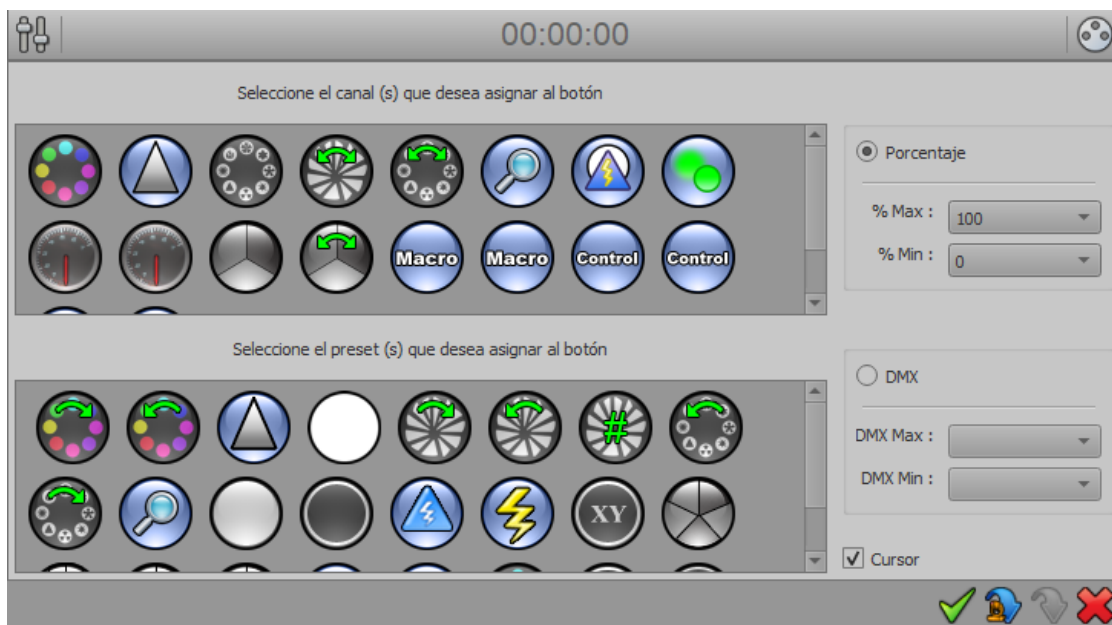 00:00:00
Seleccione el canal (s) que desea asignar al botón
Porcentaje
% Max : 100
% Min : 0
Macro Macro Control Control
Seleccione el preset (s) que desea asignar al botón
DMX
DMX Max :
DMX Min :
#
XY
Cursor